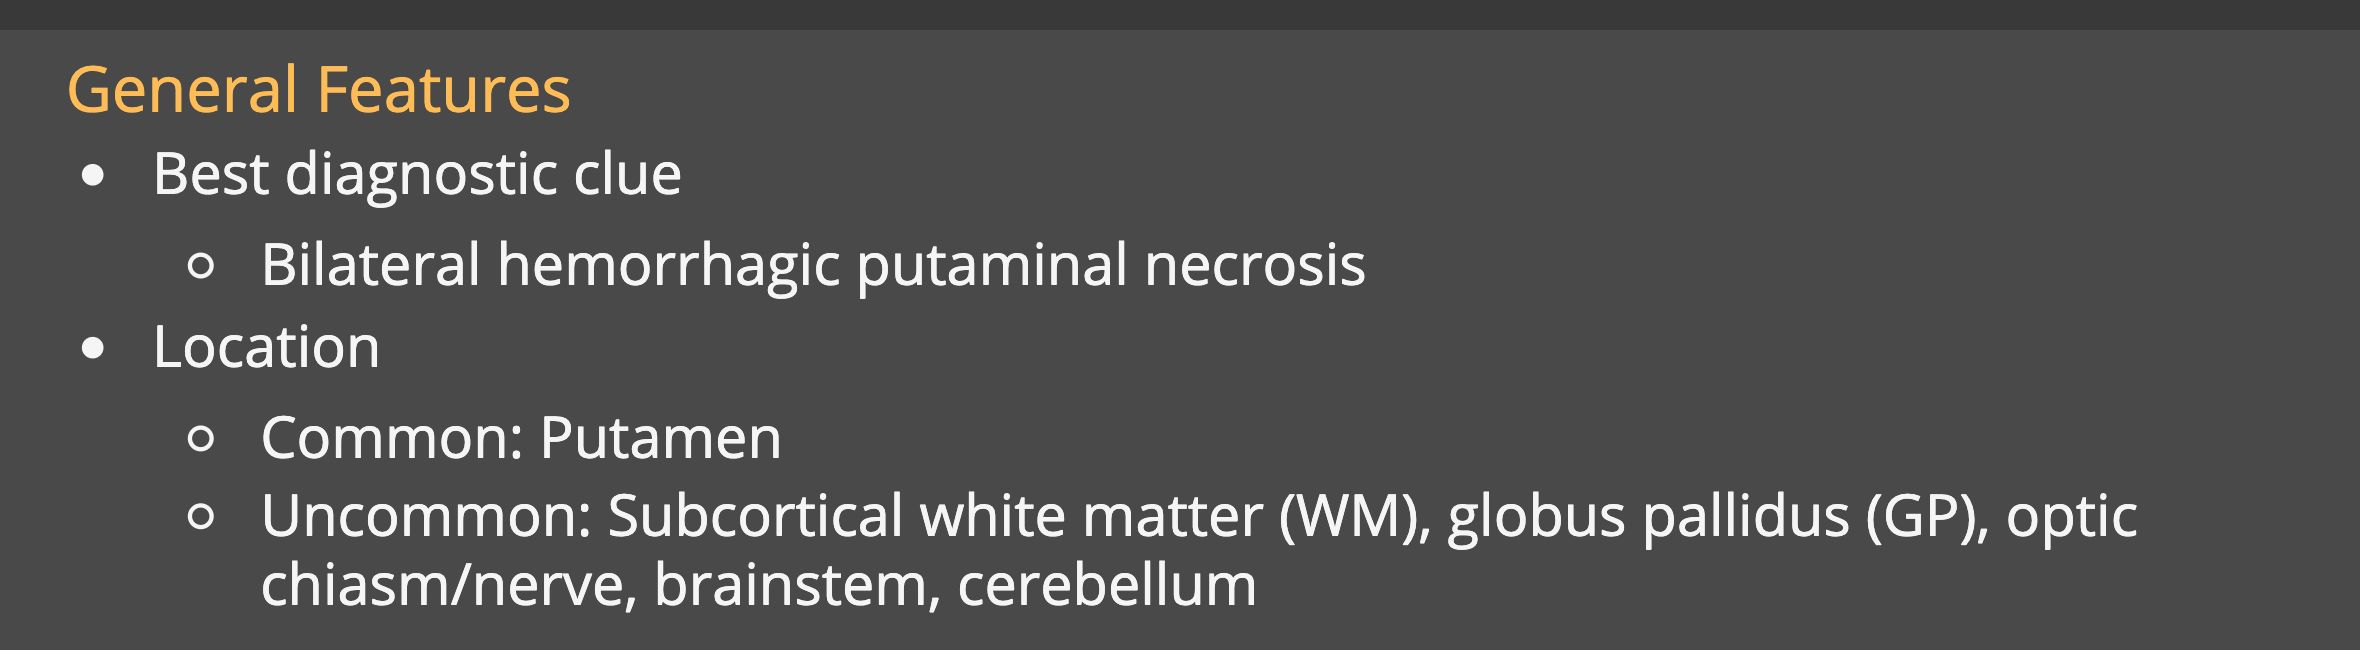 General Features
• Best diagnostic clue
○ Bilateral hemorrhagic putaminal necrosis
• Location
○ Common: Putamen
○ Uncommon: Subcortical white matter (WM), globus pallidus (GP), optic
chiasm/nerve, brainstem, cerebellum